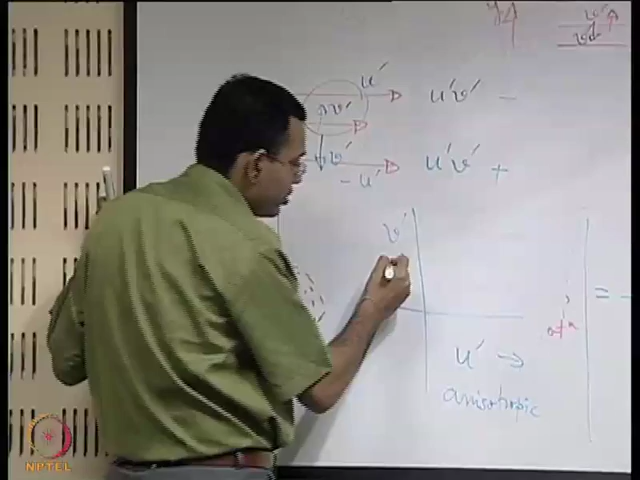 u'
u'v' -
v'
v'
- u'
u'v' +
v'
=
u' →
anisotropic
NPTEL